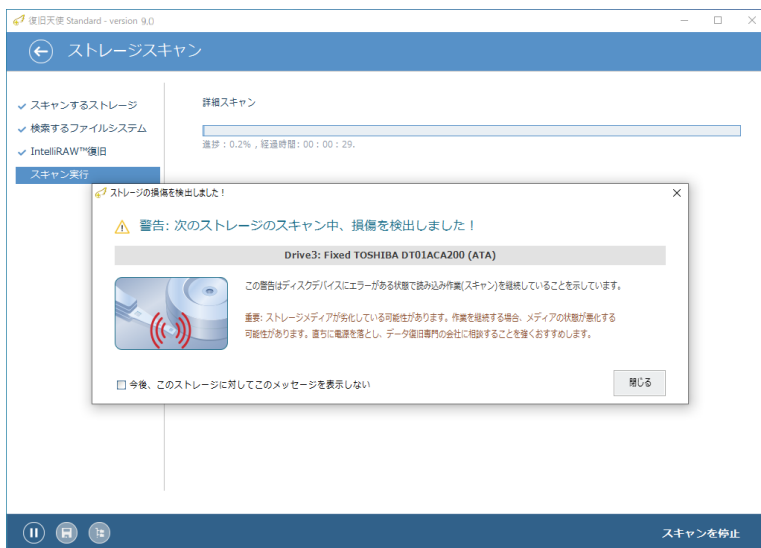 復旧天使 Standard - version 9.0
ストレージスキャン
スキャンするストレージ
検索するファイルシステム
IntelliRAW™復旧
スキャン実行
詳細スキャン
進捗 : 0.2% , 経過時間: 00 : 00 : 29.
ストレージの損傷を検出しました！
警告: 次のストレージのスキャン中、損傷を検出しました！
Drive3: Fixed TOSHIBA DT01ACA200 (ATA)
この警告はディスクデバイスにエラーがある状態で読み込み作業(スキャン)を継続していることを示しています。
重要: ストレージメディアが劣化している可能性があります。作業を継続する場合、メディアの状態が悪化する
可能性があります。直ちに電源を落とし、データ復旧専門の会社に相談することを強くおすすめします。
今後、このストレージに対してこのメッセージを表示しない
閉じる
スキャンを停止